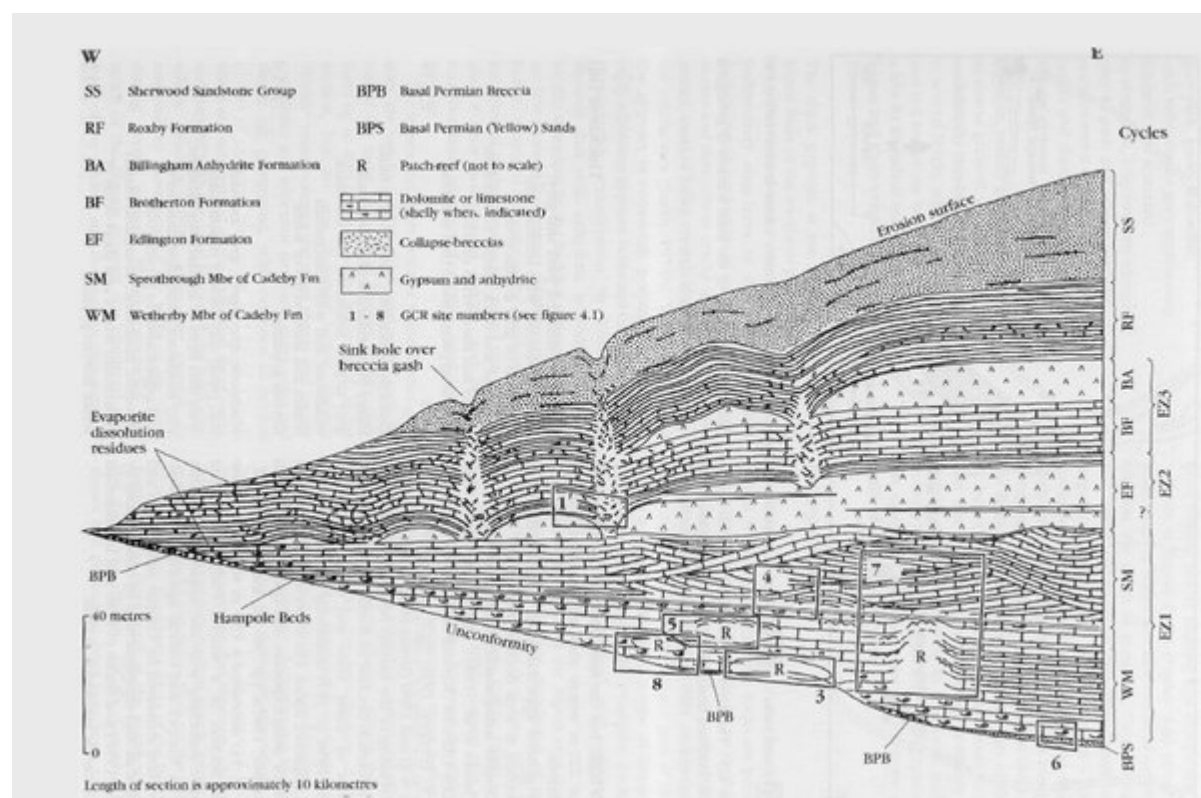 W
E
SS Sherwood Sandstone Group
BPB Basal Permian Breccia
RF Roxby Formation
BPS Basal Permian (Yellow) Sands
Cycles
BA Billingham Anhydrite Formation
R Patch-reef (not to scale)
BF Brotherton Formation
Dolomite or limestone
(shelly where indicated)
EF Edlington Formation
Collapse-breccias
SM Sprotbrough Mbr of Cadeby Fm
Gypsum and anhydrite
WM Wetherby Mbr of Cadeby Fm
1 - 8 GCR site numbers (see figure 4.1)
Erosion surface
Sink hole over
breccia gash
Evaporite
dissolution
residues
SS
RF
BA
BF
EF
SM
WM
BPS
EZ3
EZ2
?
EZ1
1
4
7
5
R
R
R
R
8
3
6
BPB
Hampole Beds
Unconformity
BPB
BPB
40 metres
0
Length of section is approximately 10 kilometres